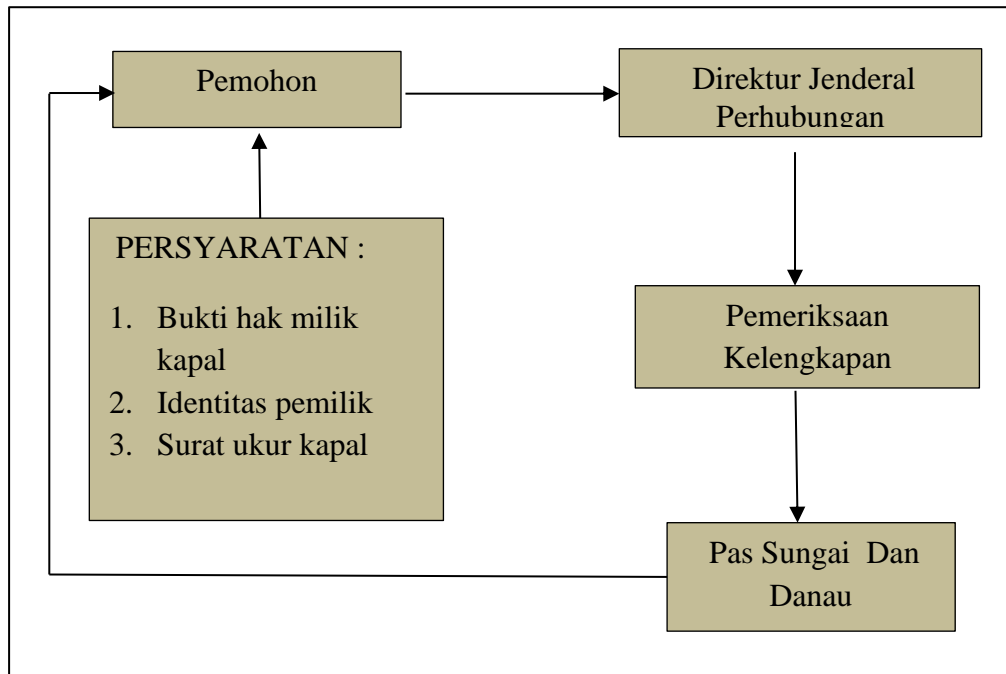 Pemohon
Direktur Jenderal
Perhubungan
PERSYARATAN :
1. Bukti hak milik
kapal
2. Identitas pemilik
3. Surat ukur kapal
Pemeriksaan
Kelengkapan
Pas Sungai Dan
Danau